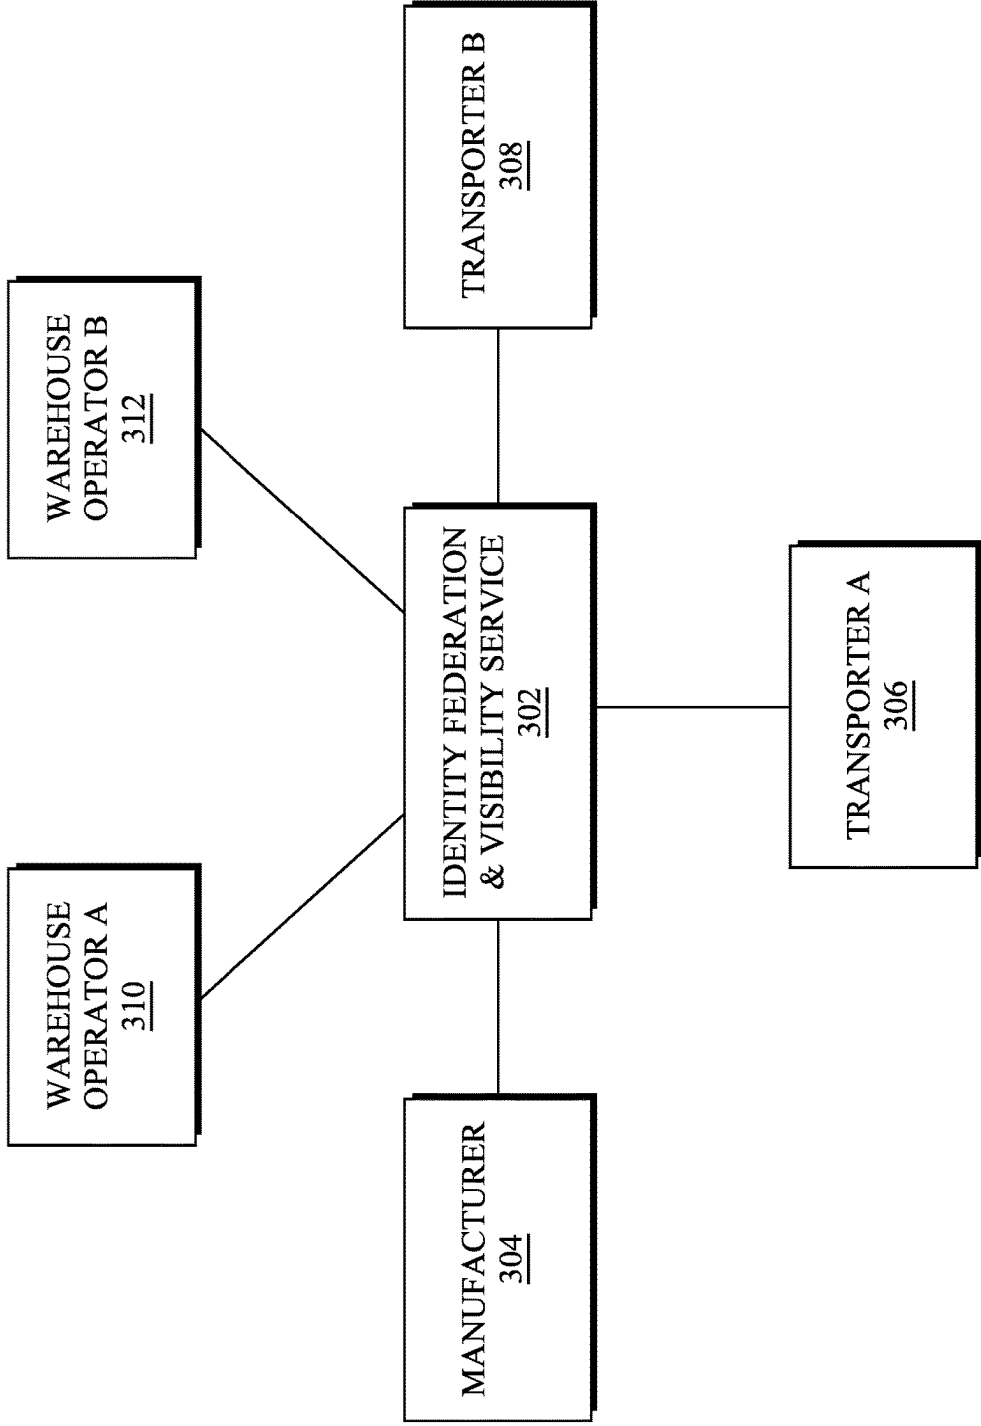 WAREHOUSE
OPERATOR A
310
WAREHOUSE
OPERATOR B
312
MANUFACTURER
304
IDENTITY FEDERATION
& VISIBILITY SERVICE
302
TRANSPORTER B
308
TRANSPORTER A
306